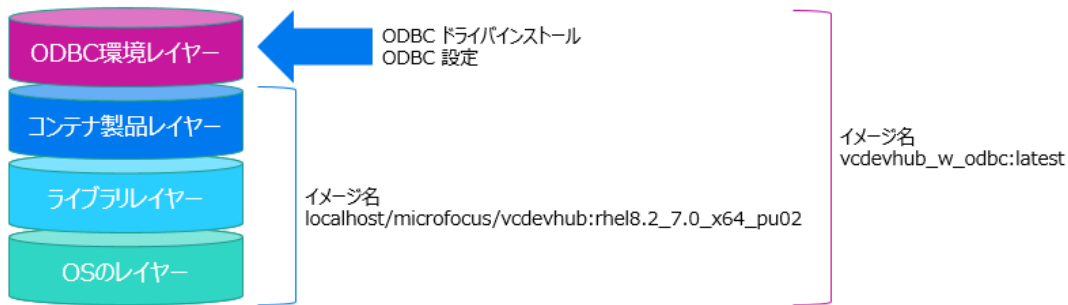 ODBC環境レイヤー
コンテナ製品レイヤー
ライブラリレイヤー
OSのレイヤー
ODBC ドライバインストール
ODBC 設定
イメージ名
localhost/microfocus/vcdevhub:rhel8.2_7.0_x64_pu02
イメージ名
vcdevhub_w_odbc:latest